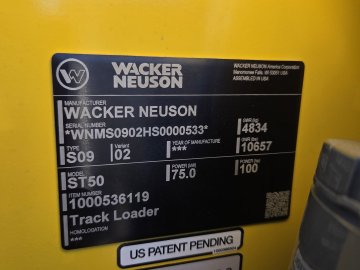 WACKER
NEUSON
WACKER NEUSON America Corporation
Menomonee Falls, WI 53051 USA
ASSEMBLED IN USA
MANUFACTURER
WACKER NEUSON
SERIAL NUMBER
*WNMS0902HS0000533*
GWR (kg)
4834
TYPE
S09
Variant
02
YEAR OF MANUFACTURE
***
GWR (lb)
10657
MODEL
ST50
POWER (kW)
75.0
POWER (hp)
100
ITEM NUMBER
1000536119
Track Loader
HOMOLOGATION
***
US PATENT PENDING